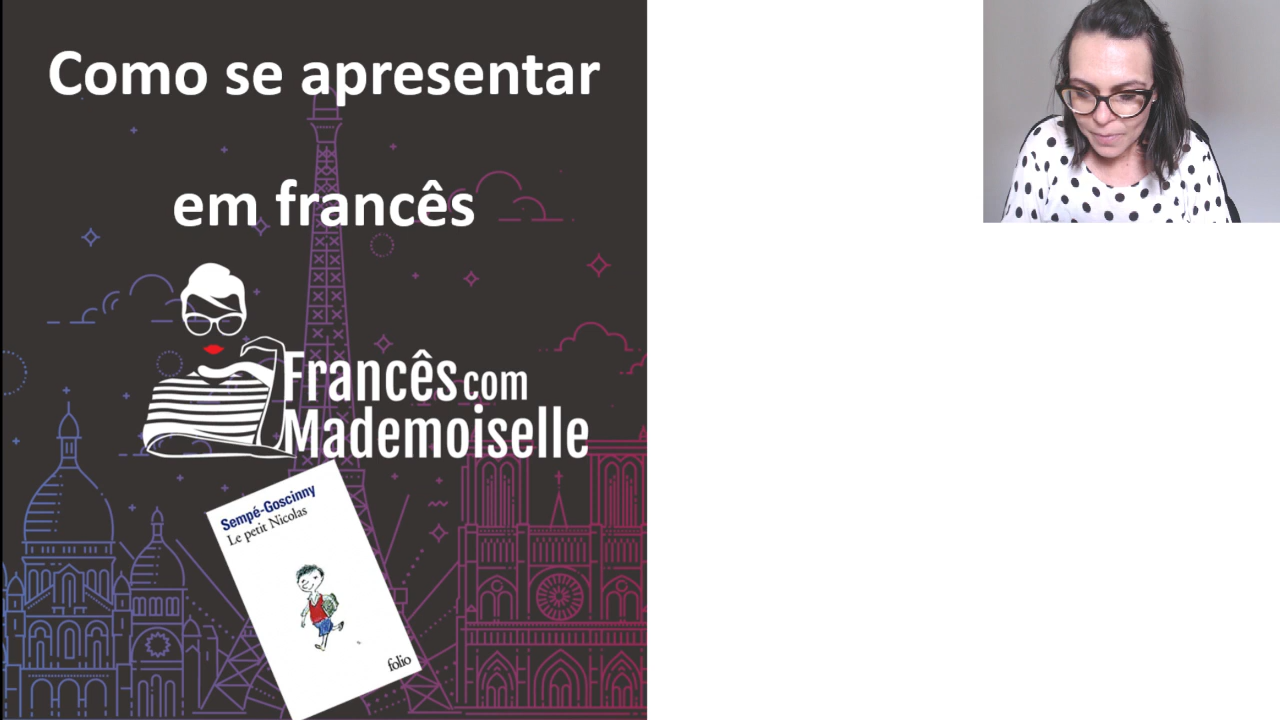 Como se apresentar
em francês
Francês com
Mademoiselle
Sempé-Goscinny
Le petit Nicolas
folio